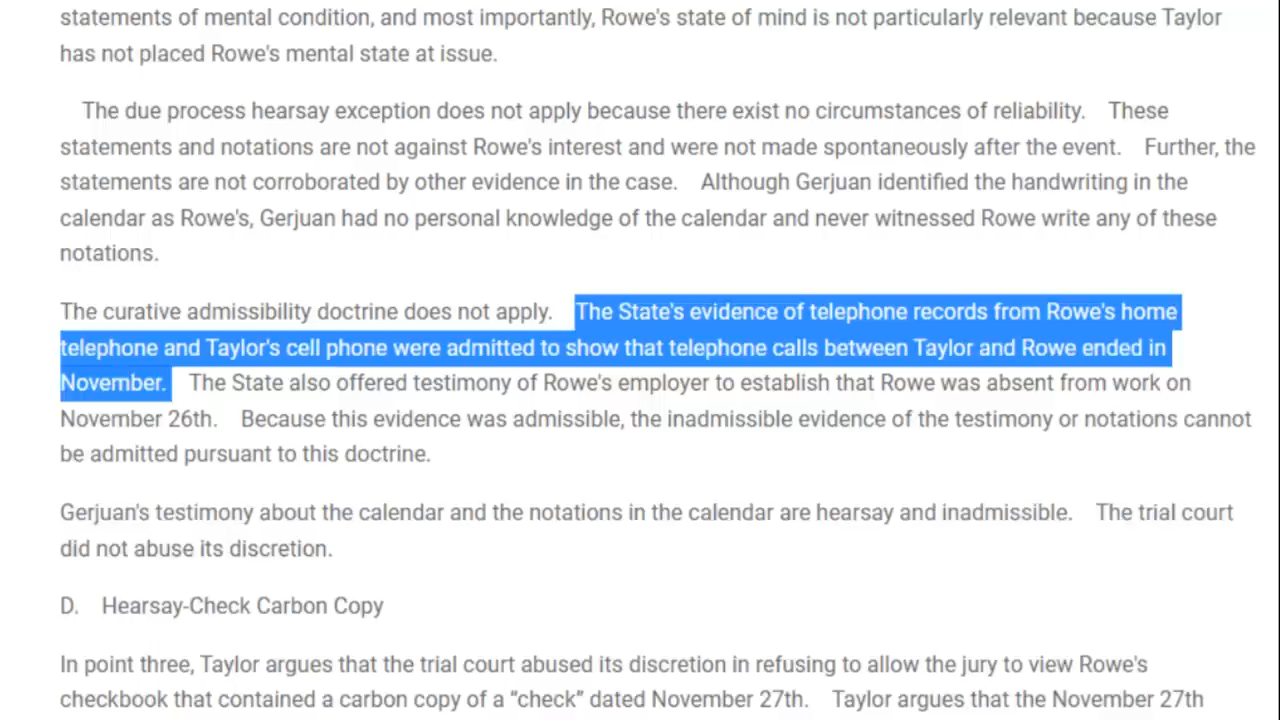 statements of mental condition, and most importantly, Rowe's state of mind is not particularly relevant because Taylor
has not placed Rowe's mental state at issue.
The due process hearsay exception does not apply because there exist no circumstances of reliability. These
statements and notations are not against Rowe's interest and were not made spontaneously after the event. Further, the
statements are not corroborated by other evidence in the case. Although Gerjuan identified the handwriting in the
calendar as Rowe's, Gerjuan had no personal knowledge of the calendar and never witnessed Rowe write any of these
notations.
The curative admissibility doctrine does not apply. The State's evidence of telephone records from Rowe's home
telephone and Taylor's cell phone were admitted to show that telephone calls between Taylor and Rowe ended in
November. The State also offered testimony of Rowe's employer to establish that Rowe was absent from work on
November 26th. Because this evidence was admissible, the inadmissible evidence of the testimony or notations cannot
be admitted pursuant to this doctrine.
Gerjuan's testimony about the calendar and the notations in the calendar are hearsay and inadmissible. The trial court
did not abuse its discretion.
D. Hearsay-Check Carbon Copy
In point three, Taylor argues that the trial court abused its discretion in refusing to allow the jury to view Rowe's
checkbook that contained a carbon copy of a “check” dated November 27th. Taylor argues that the November 27th